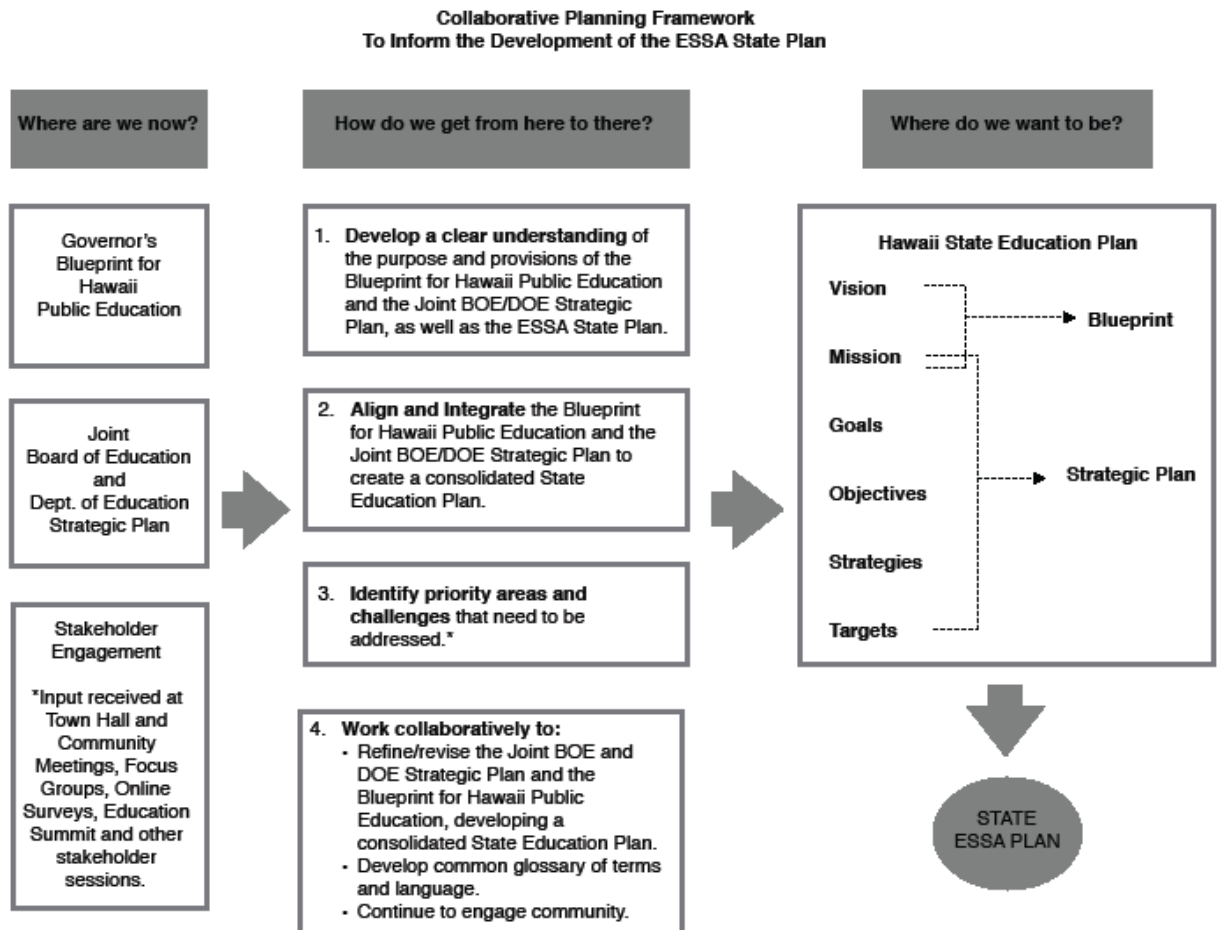 Collaborative Planning Framework
To Inform the Development of the ESSA State Plan
Where are we now?
How do we get from here to there?
Where do we want to be?
Governor's
Blueprint for
Hawaii
Public Education
Joint
Board of Education
and
Dept. of Education
Strategic Plan
Stakeholder
Engagement
*Input received at
Town Hall and
Community
Meetings, Focus
Groups, Online
Surveys, Education
Summit and other
stakeholder
sessions.
1. Develop a clear understanding of
the purpose and provisions of the
Blueprint for Hawaii Public Education
and the Joint BOE/DOE Strategic
Plan, as well as the ESSA State Plan.
2. Align and Integrate the Blueprint
for Hawaii Public Education and the
Joint BOE/DOE Strategic Plan to
create a consolidated State
Education Plan.
3. Identify priority areas and
challenges that need to be
addressed.*
4. Work collaboratively to:
- Refine/revise the Joint BOE and
DOE Strategic Plan and the
Blueprint for Hawaii Public
Education, developing a
consolidated State Education Plan.
- Develop common glossary of terms
and language.
- Continue to engage community.
Hawaii State Education Plan
Vision
Blueprint
Mission
Goals
Strategic Plan
Objectives
Strategies
Targets
STATE
ESSA PLAN